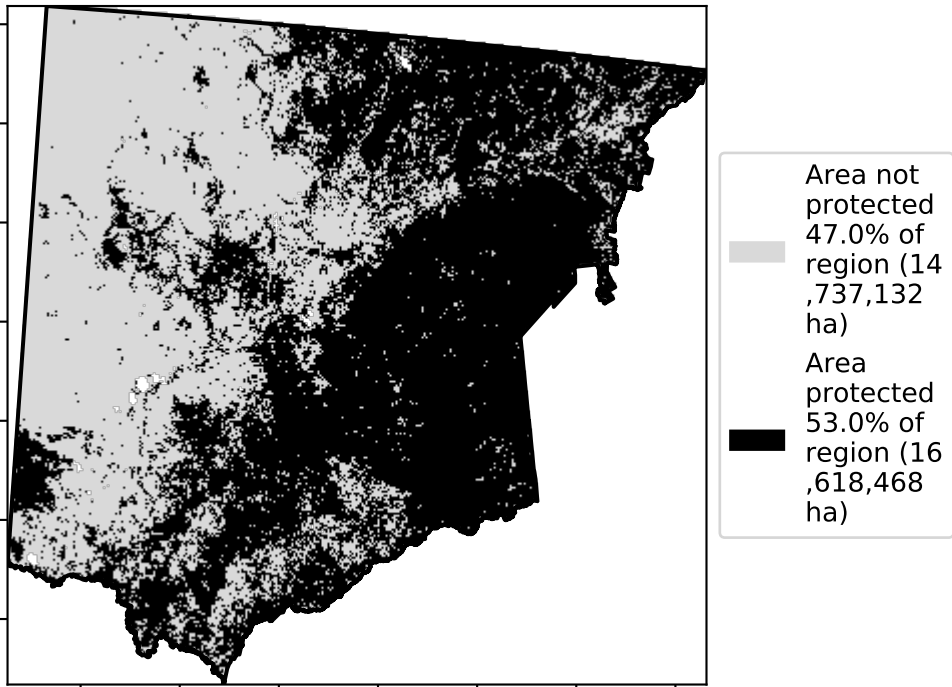 Area not
protected
47.0% of
region (14
,737,132
ha)
Area
protected
53.0% of
region (16
,618,468
ha)